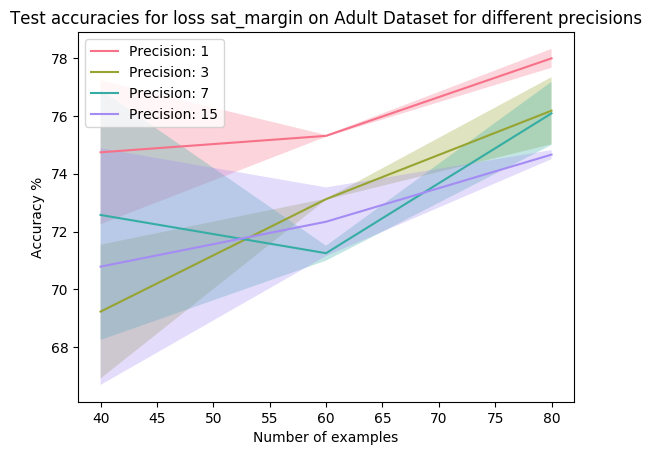 Test accuracies for loss sat_margin on Adult Dataset for different precisions
Precision: 1
Precision: 3
Precision: 7
Precision: 15
Accuracy %
78
76
74
72
70
68
40
45
50
55
60
65
70
75
80
Number of examples